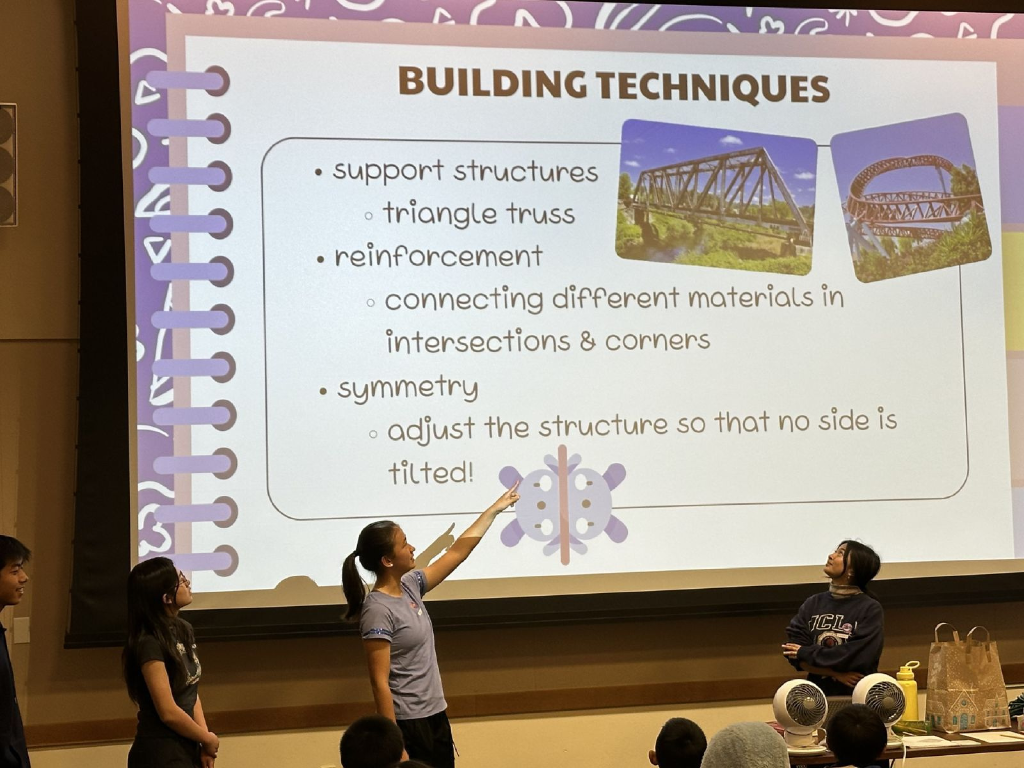 BUILDING TECHNIQUES
• support structures
◦ triangle truss
• reinforcement
◦ connecting different materials in
intersections & corners
• symmetry
◦ adjust the structure so that no side is
tilted!